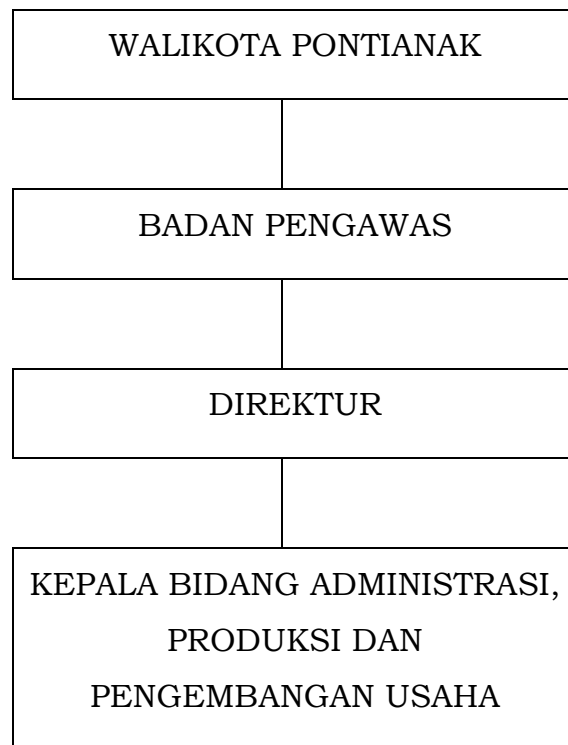 WALIKOTA PONTIANAK
BADAN PENGAWAS
DIREKTUR
KEPALA BIDANG ADMINISTRASI,
PRODUKSI DAN
PENGEMBANGAN USAHA